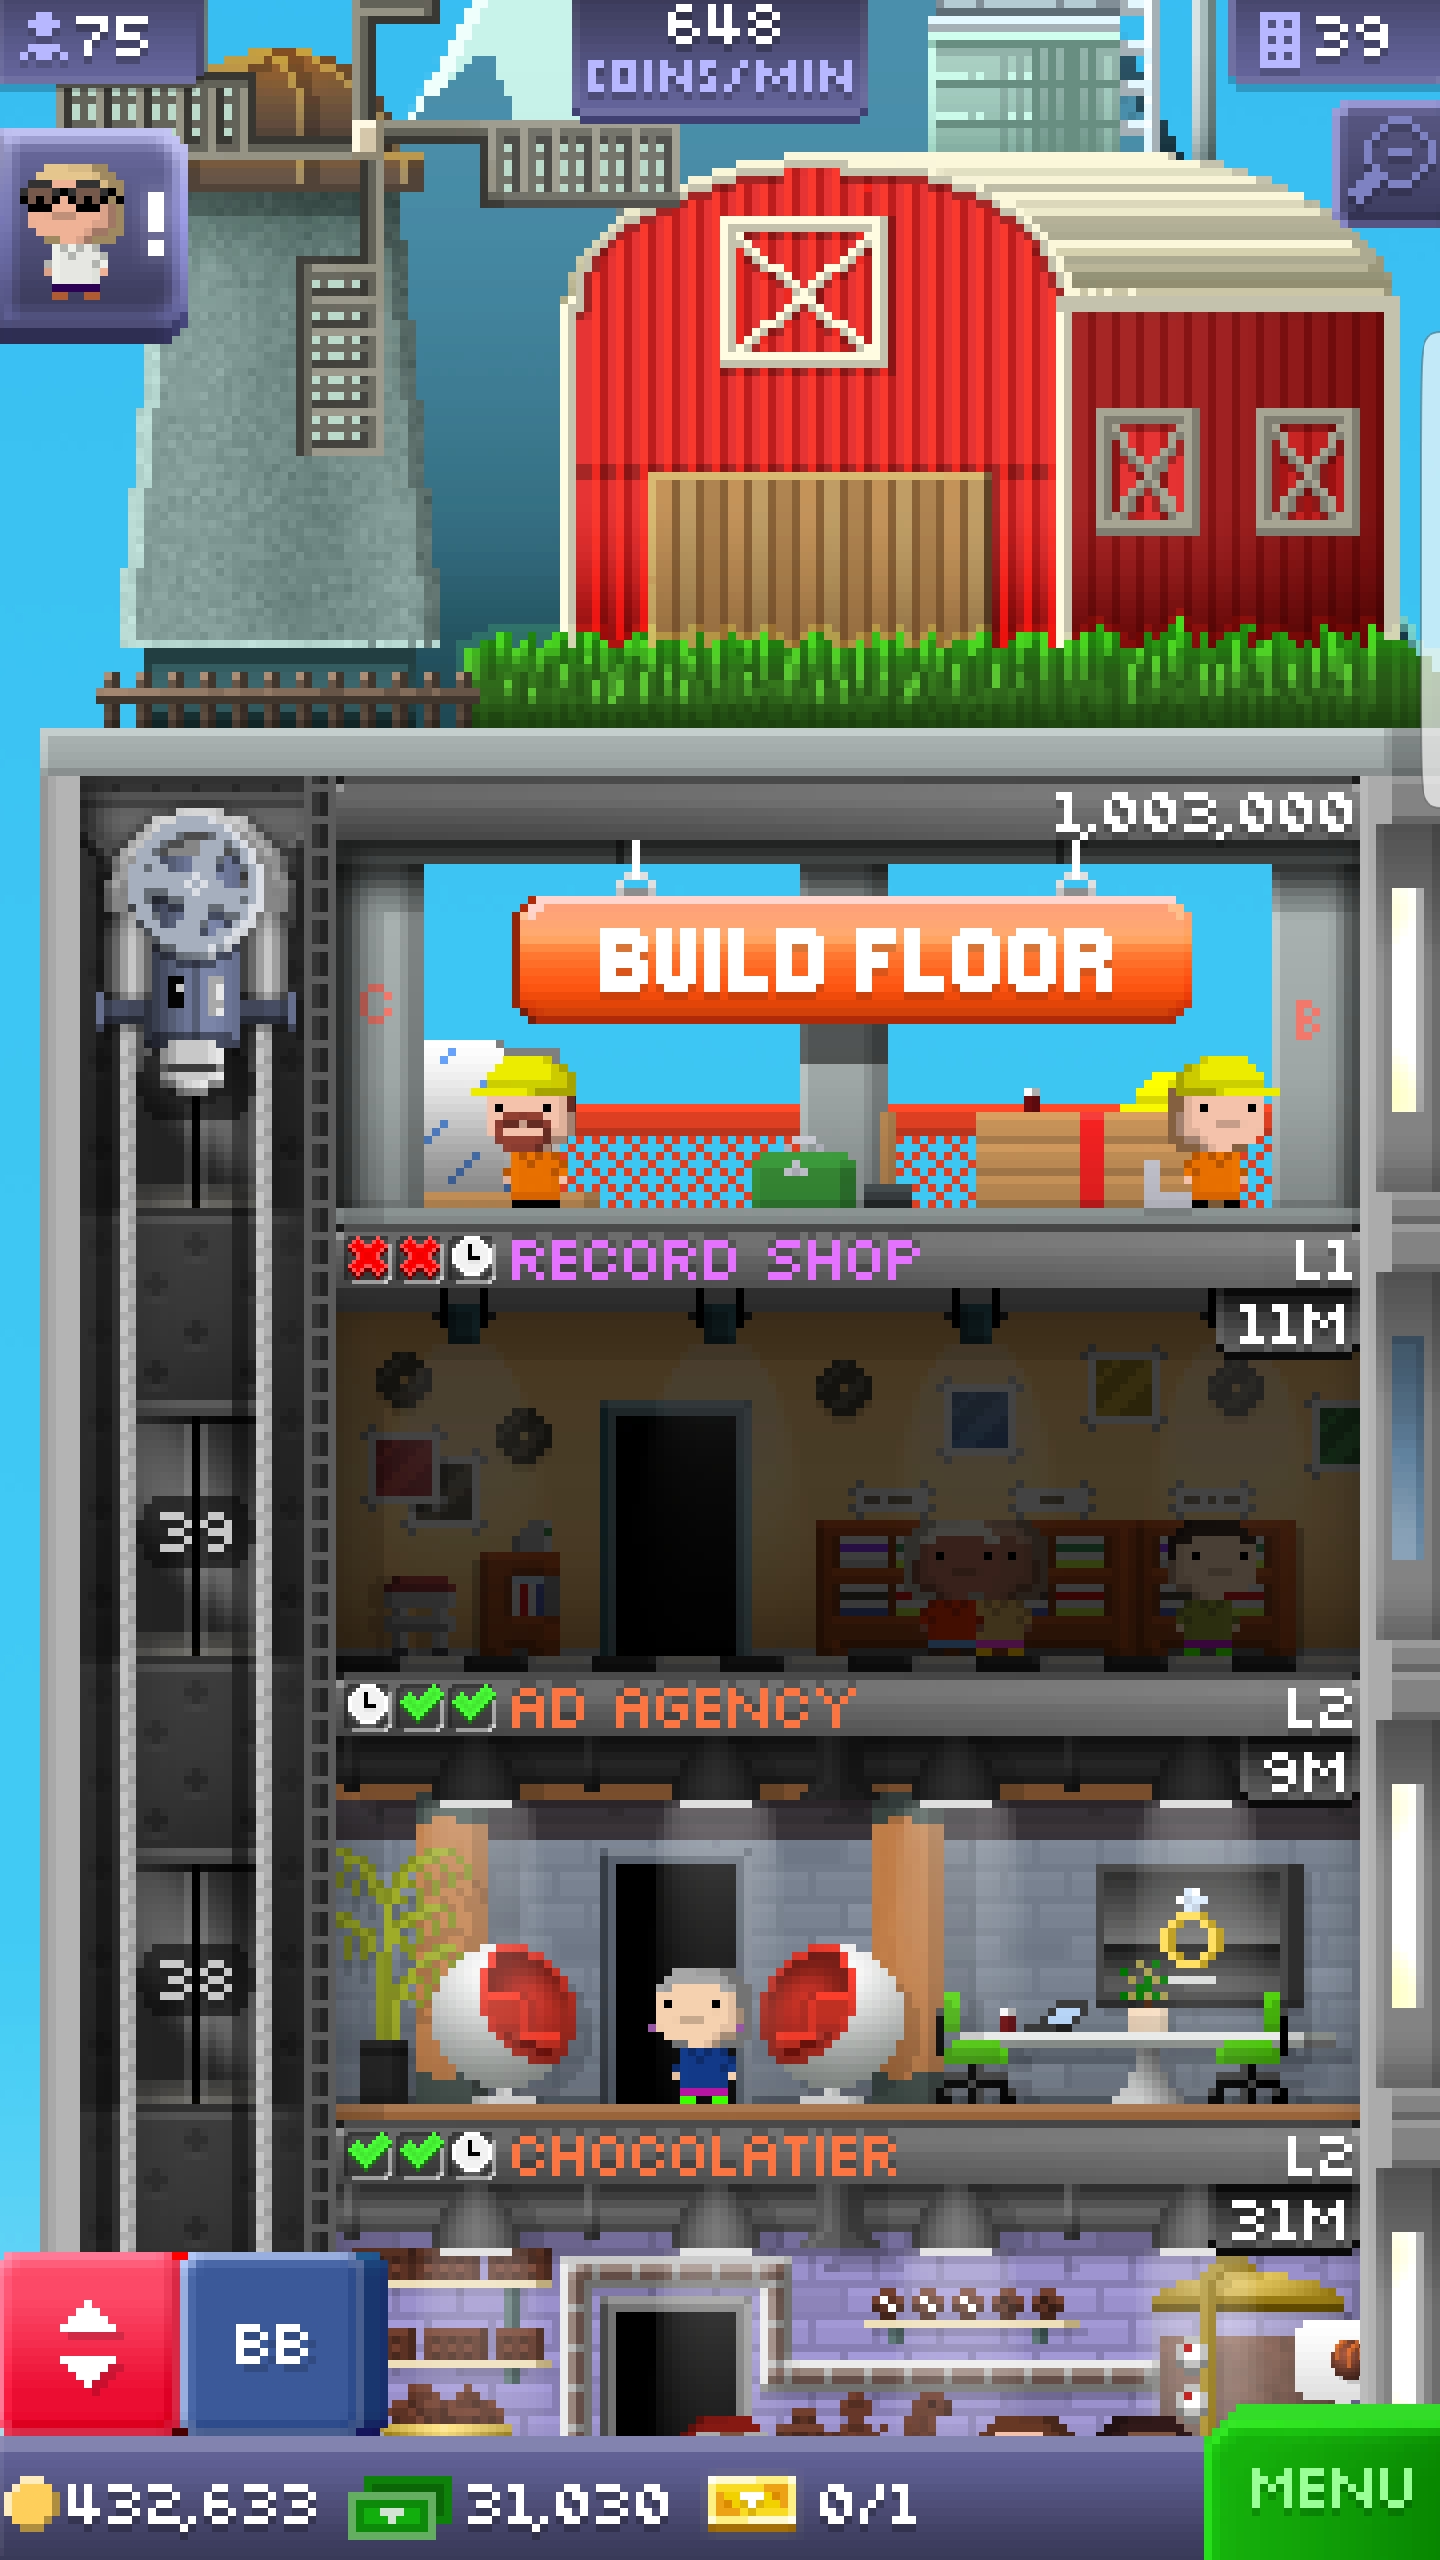 75
648
COINS/MIN
39
!
1,003,000
BUILD FLOOR
C
B
RECORD SHOP
L1
11M
39
AD AGENCY
L2
9M
38
CHOCOLATIER
L2
31M
BB
432,633
31,030
0/1
MENU